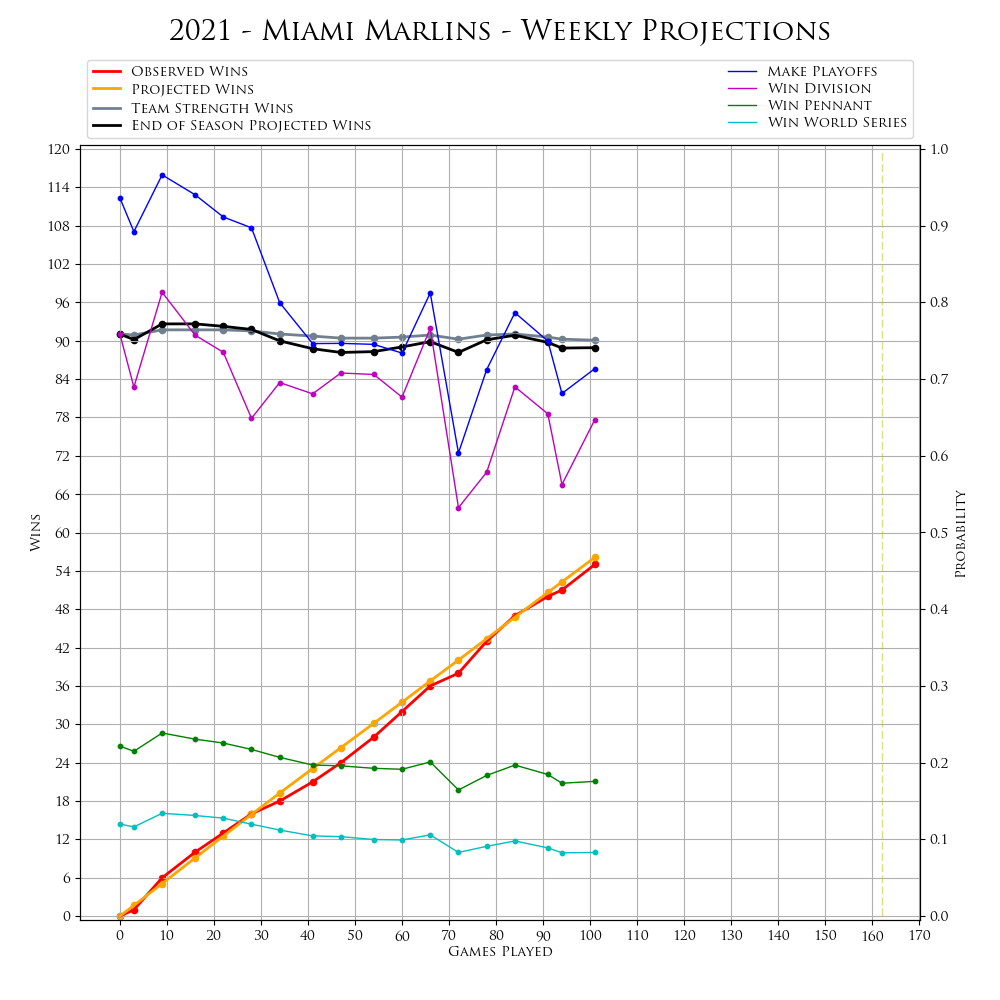 2021 - Miami Marlins - Weekly Projections
Observed Wins
Projected Wins
Team Strength Wins
End of Season Projected Wins
Make Playoffs
Win Division
Win Pennant
Win World Series
120
114
108
102
96
90
84
78
72
66
60
54
48
42
36
30
24
18
12
6
0
Wins
1.0
0.9
0.8
0.7
0.6
0.5
0.4
0.3
0.2
0.1
0.0
Probability
0 10 20 30 40 50 60 70 80 90 100 110 120 130 140 150 160 170
Games Played